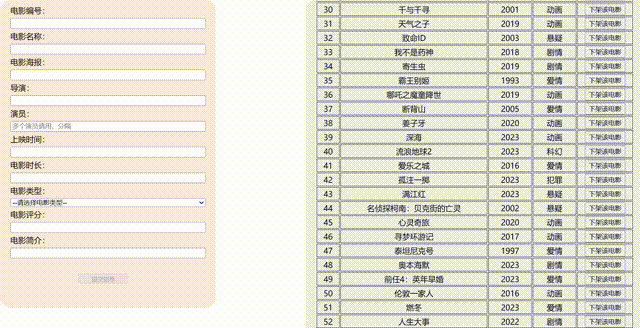 电影编号：
电影名称：
电影海报：
导演：
演员：
多个演员请用，分隔
上映时间：
电影时长：
电影类型：
--请选择电影类型--
电影评分：
电影简介：
30 千与千寻 2001 动画 下架该电影
31 天气之子 2019 动画 下架该电影
32 致命ID 2003 悬疑 下架该电影
33 我不是药神 2018 剧情 下架该电影
34 寄生虫 2019 剧情 下架该电影
35 霸王别姬 1993 爱情 下架该电影
36 哪吒之魔童降世 2019 动画 下架该电影
37 断背山 2005 爱情 下架该电影
38 姜子牙 2020 动画 下架该电影
39 深海 2023 动画 下架该电影
40 流浪地球2 2023 科幻 下架该电影
41 爱乐之城 2016 爱情 下架该电影
42 孤注一掷 2023 犯罪 下架该电影
43 满江红 2023 悬疑 下架该电影
44 名侦探柯南：贝克街的亡灵 2002 悬疑 下架该电影
45 心灵奇旅 2020 动画 下架该电影
46 寻梦环游记 2017 动画 下架该电影
47 泰坦尼克号 1997 爱情 下架该电影
48 奥本海默 2023 剧情 下架该电影
49 前任4：英年早婚 2023 爱情 下架该电影
50 伦敦一家人 2016 动画 下架该电影
51 燃冬 2023 爱情 下架该电影
52 人生大事 2022 剧情 下架该电影